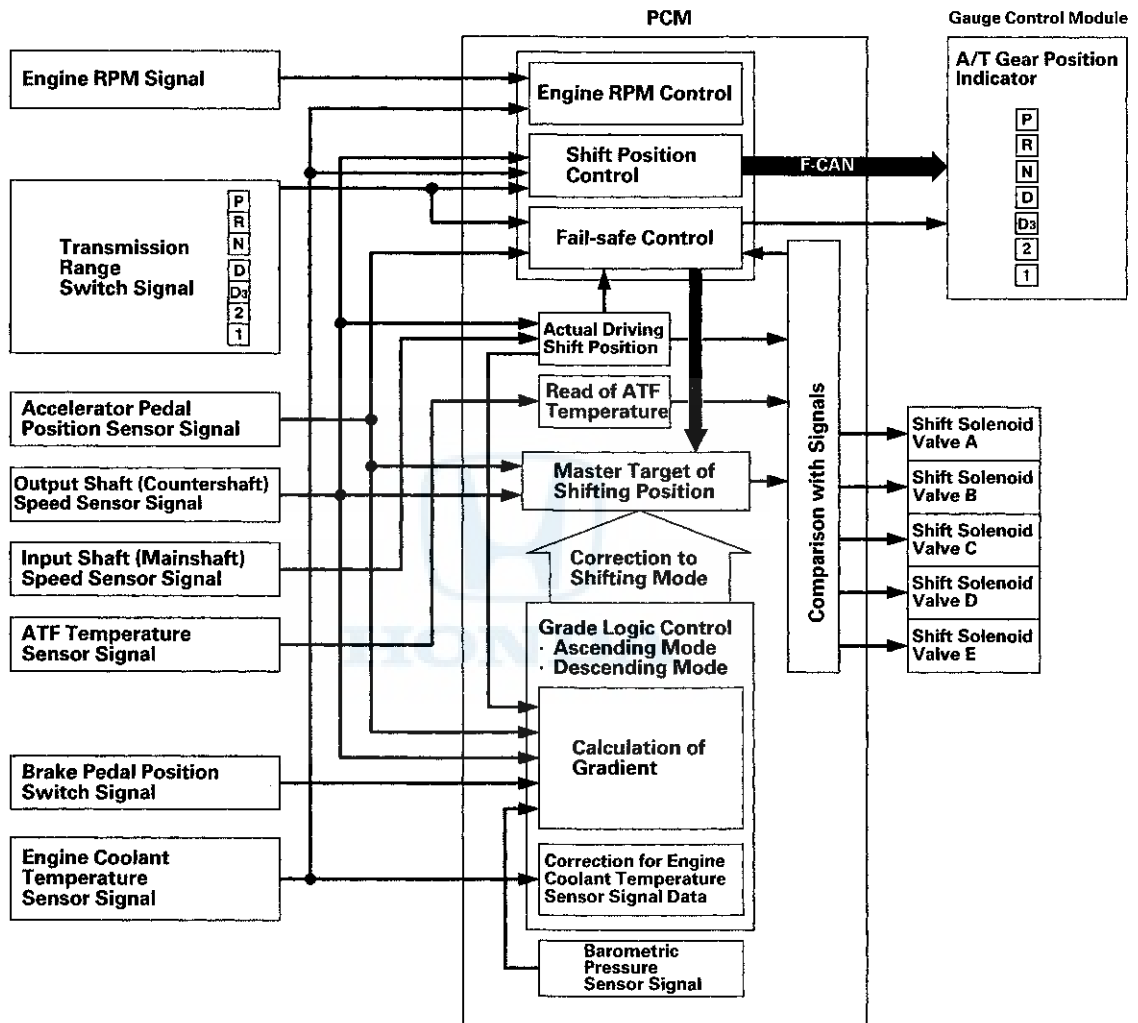 PCM
Gauge Control Module
Engine RPM Signal
Transmission
Range
Switch Signal
P
R
N
D
D3
2
1
Accelerator Pedal
Position Sensor Signal
Output Shaft (Countershaft)
Speed Sensor Signal
Input Shaft (Mainshaft)
Speed Sensor Signal
ATF Temperature
Sensor Signal
Brake Pedal Position
Switch Signal
Engine Coolant
Temperature
Sensor Signal
Engine RPM Control
Shift Position
Control
Fail-safe Control
Actual Driving
Shift Position
Read of ATF
Temperature
Master Target of
Shifting Position
Correction to
Shifting Mode
Grade Logic Control
· Ascending Mode
· Descending Mode
Calculation of
Gradient
Correction for Engine
Coolant Temperature
Sensor Signal Data
Barometric
Pressure
Sensor Signal
F-CAN
Comparison with Signals
A/T Gear Position
Indicator
P
R
N
D
D3
2
1
Shift Solenoid
Valve A
Shift Solenoid
Valve B
Shift Solenoid
Valve C
Shift Solenoid
Valve D
Shift Solenoid
Valve E